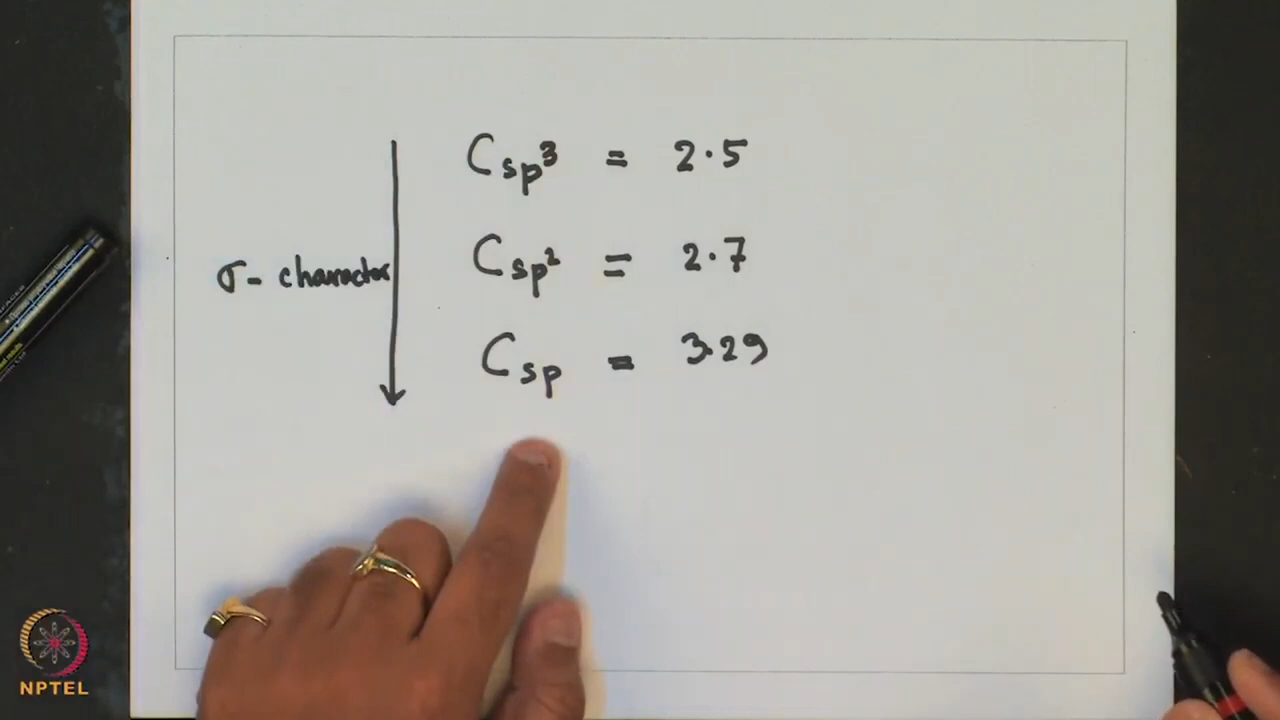 Csp³ = 2.5
σ- character
Csp² = 2.7
Csp = 3.29
NPTEL